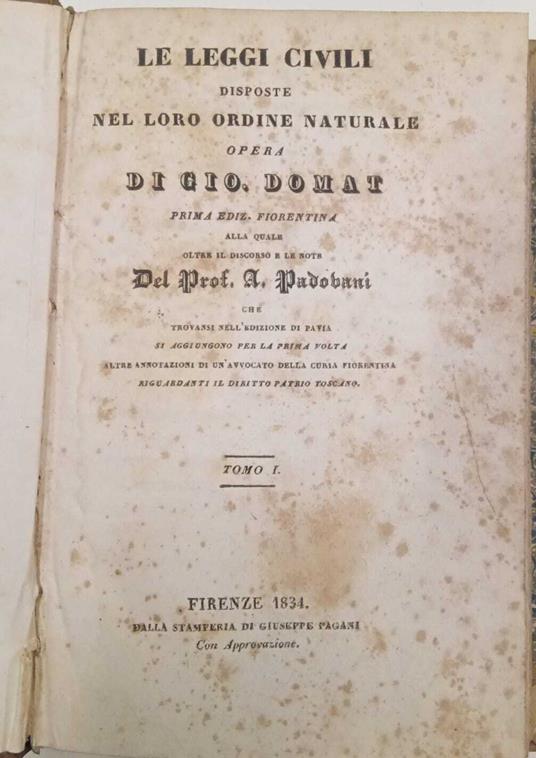 LE LEGGI CIVILI
DISPOSTE
NEL LORO ORDINE NATURALE
OPERA
DI GIO. DOMAT
PRIMA EDIZ. FIORENTINA
ALLA QUALE
OLTRE IL DISCORSO E LE NOTE
Del Prof. A. Padovani
CHE
TROVANSI NELL'EDIZIONE DI PAVIA
SI AGGIUNGONO PER LA PRIMA VOLTA
ALTRE ANNOTAZIONI DI UN'AVVOCATO DELLA CURIA FIORENTINA
RIGUARDANTI IL DIRITTO PATRIO TOSCANO.
TOMO I.
FIRENZE 1834.
DALLA STAMPERIA DI GIUSEPPE PAGANI
Con Approvazione.